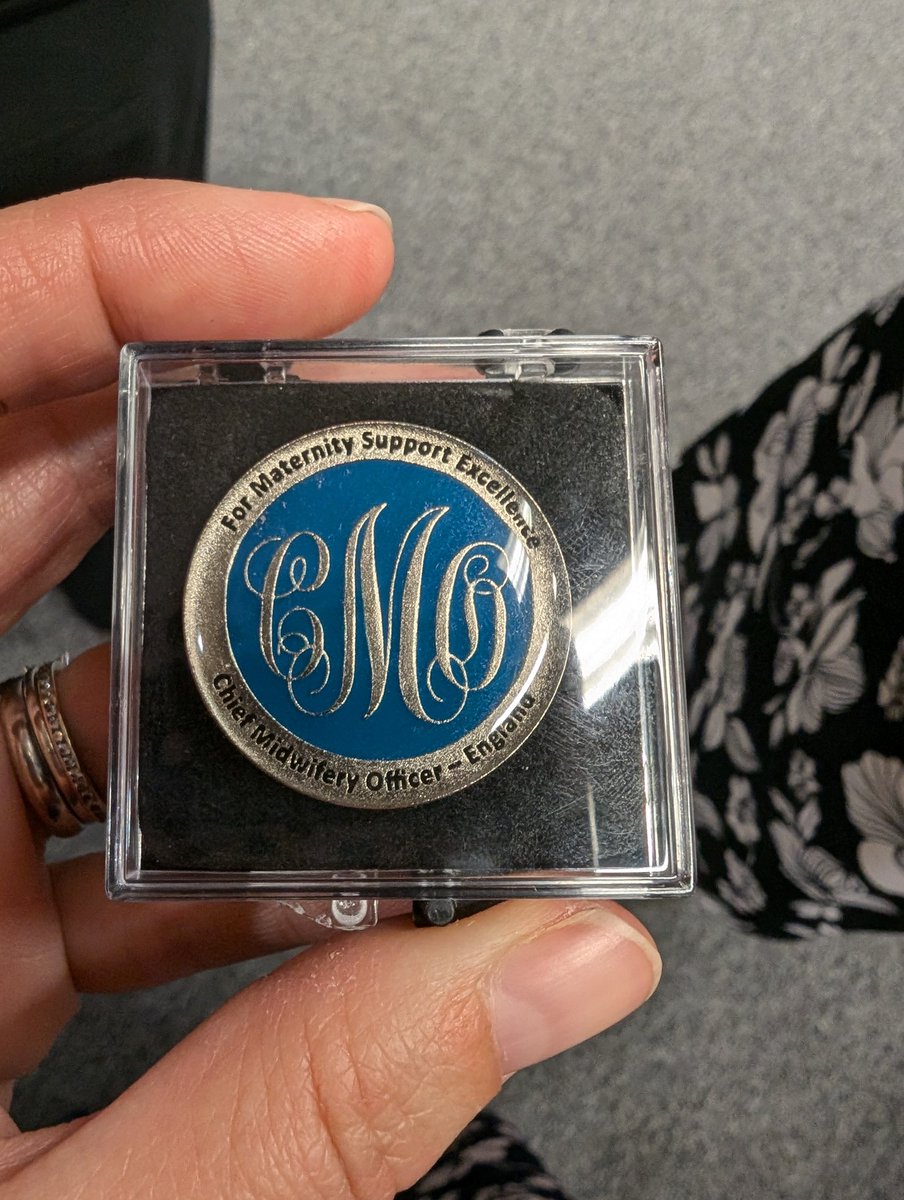 For Maternity Support Excellence
CMO
Chief Midwifery Officer – England